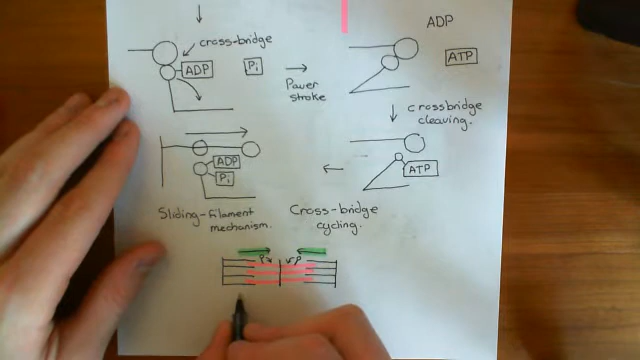 ADP
cross-bridge
ADP
Pi
ATP
Power
stroke
crossbridge
cleaving.
ADP
Pi
ATP
Sliding-filament
mechanism.
Cross-bridge
cycling.
P
P